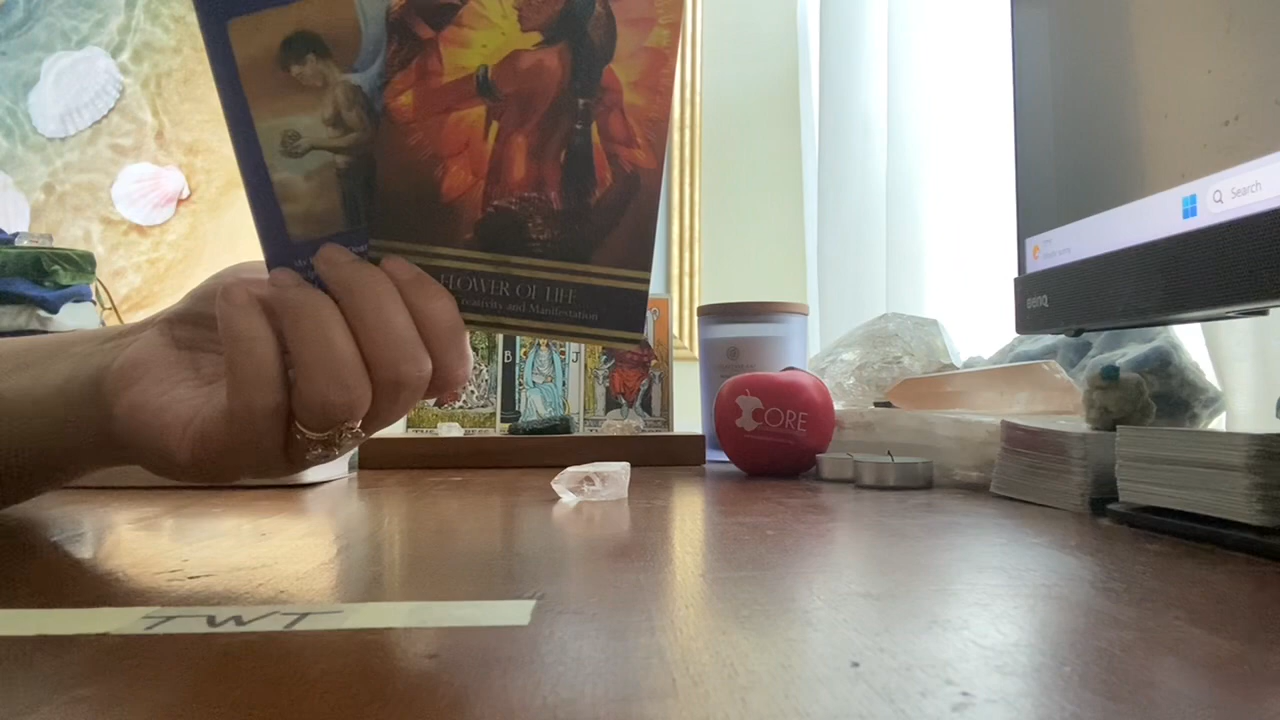 FLOWER OF LIFE
Creativity and Manifestation
B J
CORE
Search
BenQ
TWT